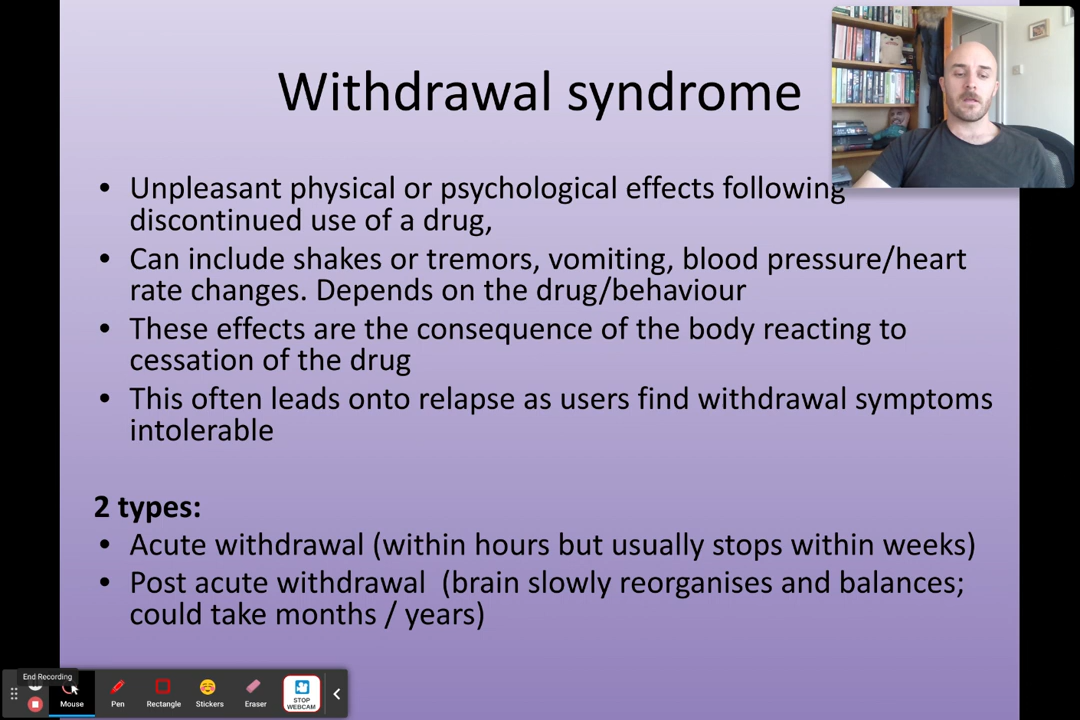 Withdrawal syndrome
• Unpleasant physical or psychological effects following
discontinued use of a drug,
• Can include shakes or tremors, vomiting, blood pressure/heart
rate changes. Depends on the drug/behaviour
• These effects are the consequence of the body reacting to
cessation of the drug
• This often leads onto relapse as users find withdrawal symptoms
intolerable
2 types:
• Acute withdrawal (within hours but usually stops within weeks)
• Post acute withdrawal (brain slowly reorganises and balances;
could take months / years)
End Recording
Mouse
Pen
Rectangle
Stickers
Eraser
STOP
WEBCAM